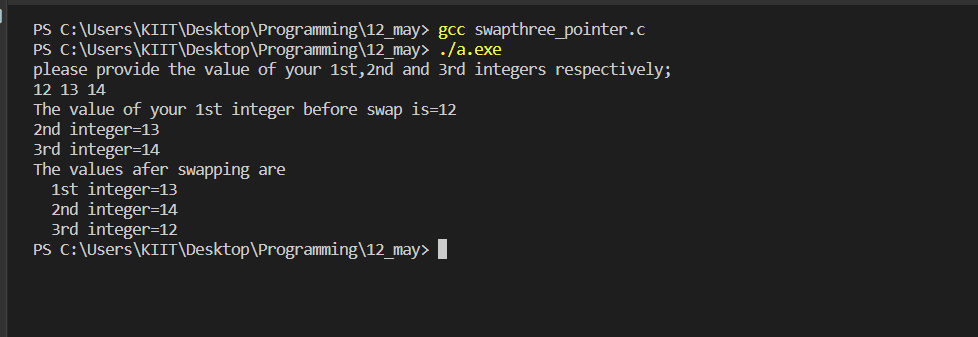 PS C:\Users\KIIT\Desktop\Programming\12_may> gcc swapthree_pointer.c
PS C:\Users\KIIT\Desktop\Programming\12_may> ./a.exe
please provide the value of your 1st,2nd and 3rd integers respectively;
12 13 14
The value of your 1st integer before swap is=12
2nd integer=13
3rd integer=14
The values afer swapping are
  1st integer=13
  2nd integer=14
  3rd integer=12
PS C:\Users\KIIT\Desktop\Programming\12_may>